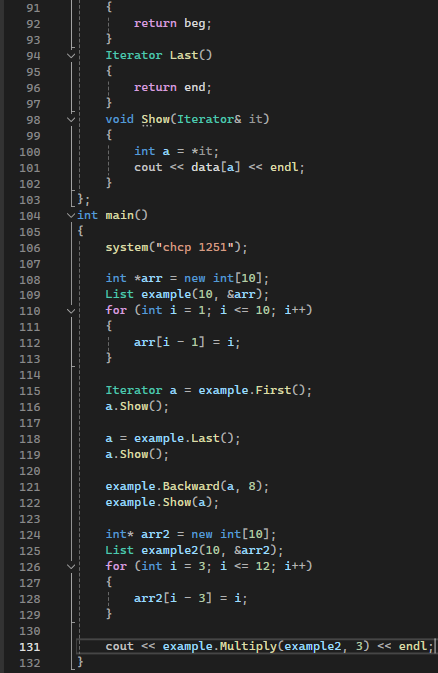 91 {
92 return beg;
93 }
94 Iterator Last()
95 {
96 return end;
97 }
98 void Show(Iterator& it)
99 {
100 int a = *it;
101 cout << data[a] << endl;
102 }
103 };
104 int main()
105 {
106 system("chcp 1251");
107
108 int *arr = new int[10];
109 List example(10, &arr);
110 for (int i = 1; i <= 10; i++)
111 {
112 arr[i - 1] = i;
113 }
114
115 Iterator a = example.First();
116 a.Show();
117
118 a = example.Last();
119 a.Show();
120
121 example.Backward(a, 8);
122 example.Show(a);
123
124 int* arr2 = new int[10];
125 List example2(10, &arr2);
126 for (int i = 3; i <= 12; i++)
127 {
128 arr2[i - 3] = i;
129 }
130
131 cout << example.Multiply(example2, 3) << endl;
132 }